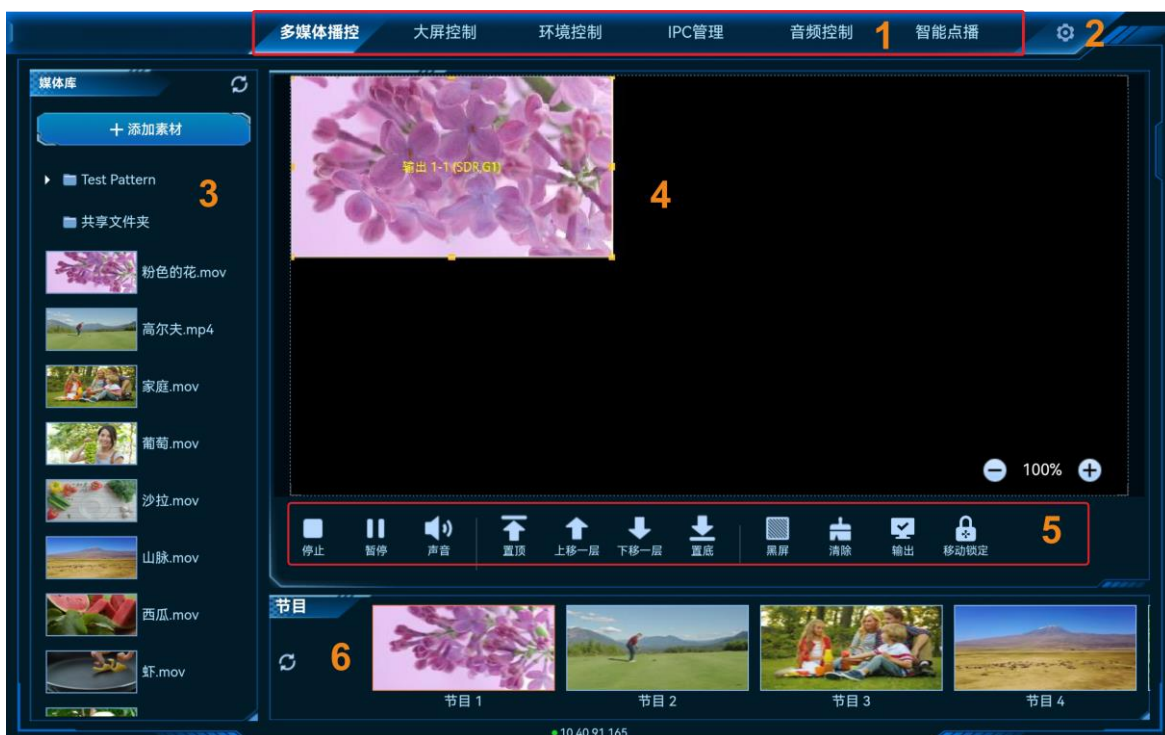 多媒体播控 大屏控制 环境控制 IPC管理 音频控制 1 智能点播 2
媒体库
添加素材
Test Pattern
3
共享文件夹
粉色的花.mov
高尔夫.mp4
家庭.mov
葡萄.mov
沙拉.mov
山脉.mov
西瓜.mov
虾.mov
输出 1-1 (SDR,G1)
4
100%
停止 暂停 声音 置顶 上移一层 下移一层 置底 黑屏 清除 输出 移动锁定 5
节目
6
节目 1 节目 2 节目 3 节目 4
10.40.91.165